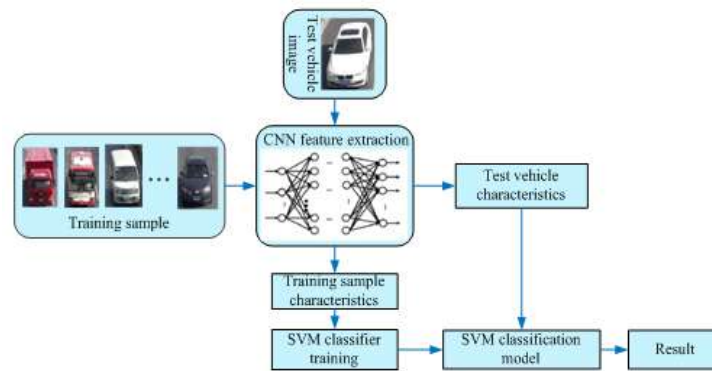 Test vehicle
image
CNN feature extraction
Training sample
Test vehicle
characteristics
Training sample
characteristics
SVM classifier
training
SVM classification
model
Result